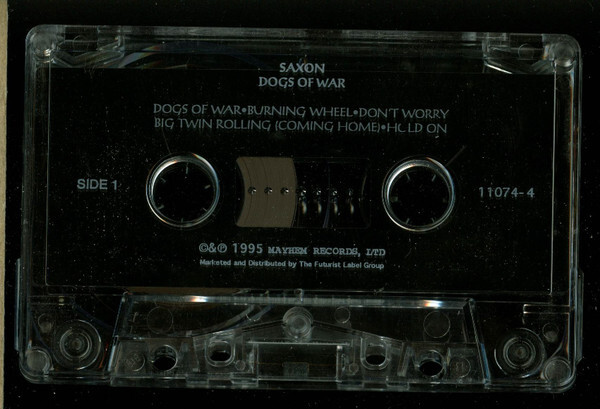 SAXON
DOGS OF WAR
DOGS OF WAR•BURNING WHEEL•DON'T WORRY
BIG TWIN ROLLING (COMING HOME)•HOLD ON
SIDE 1
11074-4
©&℗ 1995 MAYHEM RECORDS, LTD
Marketed and Distributed by The Futurist Label Group